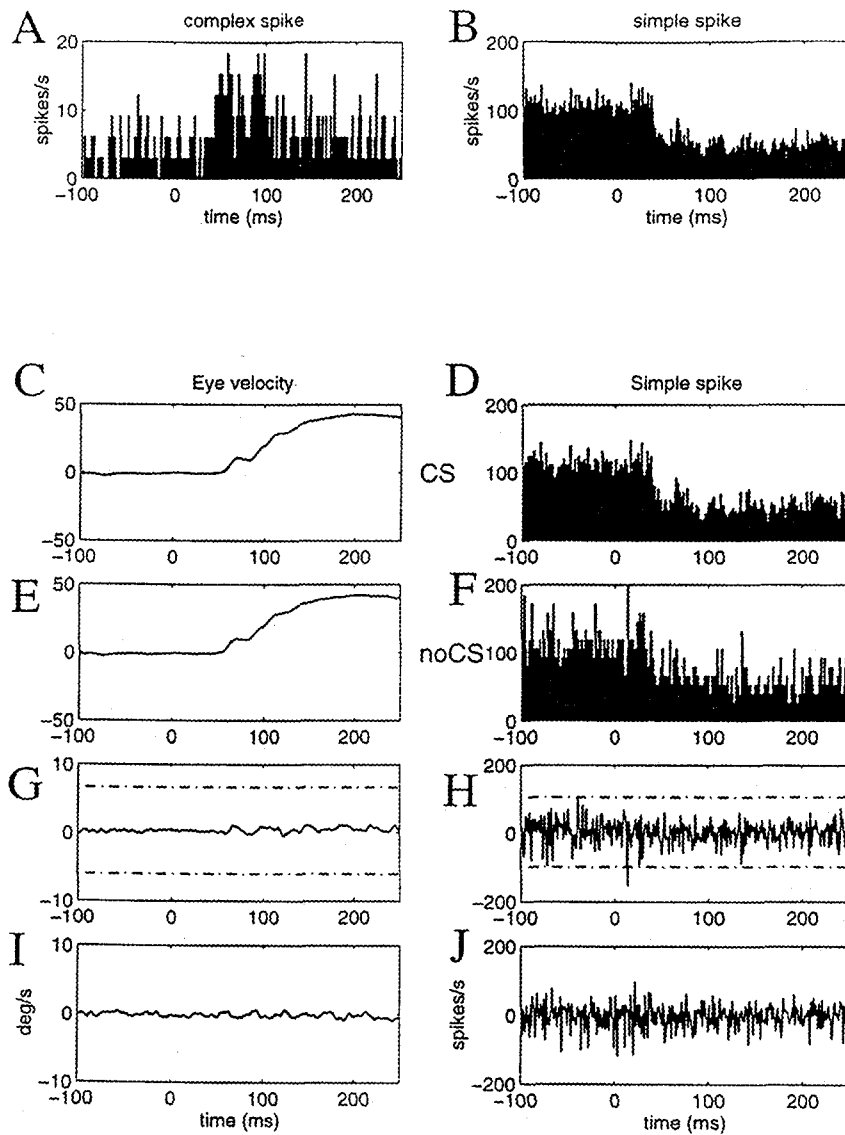 A
complex spike
20
10
0
spikes/s
-100
0
100
200
time (ms)
B
simple spike
200
100
0
spikes/s
-100
0
100
200
time (ms)
C
Eye velocity
50
0
-50
-100
0
100
200
CS
D
Simple spike
200
100
0
-100
0
100
200
E
50
0
-50
-100
0
100
200
noCS
F
200
100
0
-100
0
100
200
G
10
0
-10
-100
0
100
200
H
200
0
-200
-100
0
100
200
I
10
0
-10
deg/s
-100
0
100
200
time (ms)
J
200
0
-200
spikes/s
-100
0
100
200
time (ms)